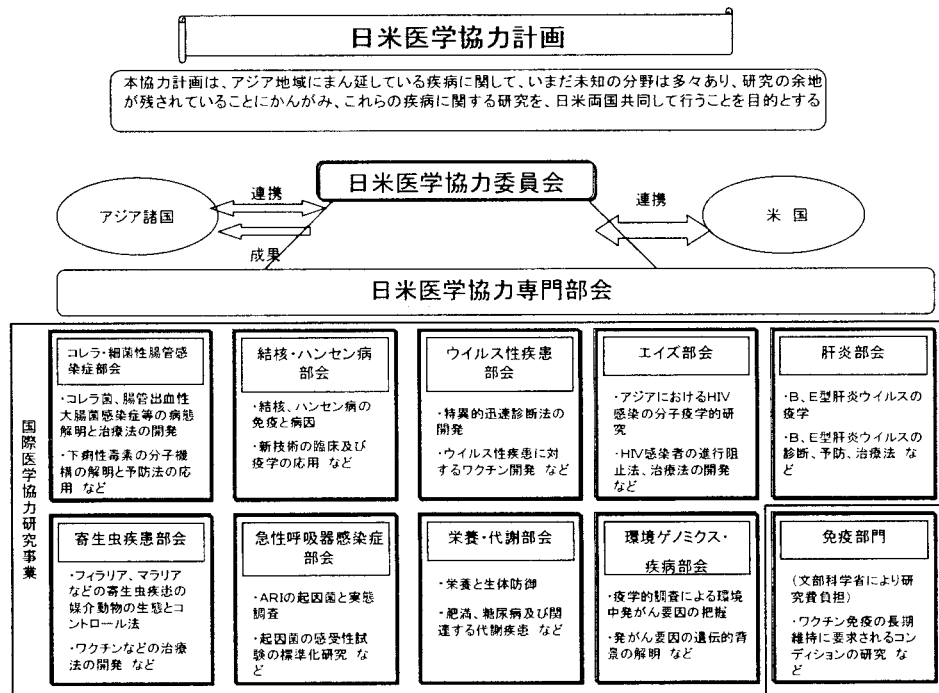 日米医学協力計画
本協力計画は、アジア地域にまん延している疾病に関して、いまだ未知の分野は多々あり、研究の余地
が残されていることにかんがみ、これらの疾病に関する研究を、日米両国共同して行うことを目的とする
日米医学協力委員会
連携
連携
アジア諸国
米 国
成果
日米医学協力専門部会
国際医学協力研究事業
コレラ・細菌性腸管感
染症部会
・コレラ菌、腸管出血性
大腸菌感染症等の病態
解明と治療法の開発
・下痢性毒素の分子機
構の解明と予防法の応
用 など
結核・ハンセン病
部会
・結核、ハンセン病の
免疫と病因
・新技術の臨床及び
疫学の応用 など
ウイルス性疾患
部会
・特異的迅速診断法の
開発
・ウイルス性疾患に対
するワクチン開発 など
エイズ部会
・アジアにおけるHIV
感染の分子疫学的研
究
・HIV感染者の進行阻
止法、治療法の開発
など
肝炎部会
・B、E型肝炎ウイルスの
疫学
・B、E型肝炎ウイルスの
診断、予防、治療法 な
ど
寄生虫疾患部会
・フィラリア、マラリア
などの寄生虫疾患の
媒介動物の生態とコ
ントロール法
・ワクチンなどの治療
法の開発 など
急性呼吸器感染症
部会
・ARIの起因菌と実態
調査
・起因菌の感受性試
験の標準化研究 な
ど
栄養・代謝部会
・栄養と生体防御
・肥満、糖尿病及び関
連する代謝疾患 など
環境ゲノミクス・
疾病部会
・疫学的調査による環境
中発がん要因の把握
・発がん要因の遺伝的背
景の解明 など
免疫部門
(文部科学省により研
究費負担)
・ワクチン免疫の長期
維持に要求されるコン
ディションの研究 な
ど